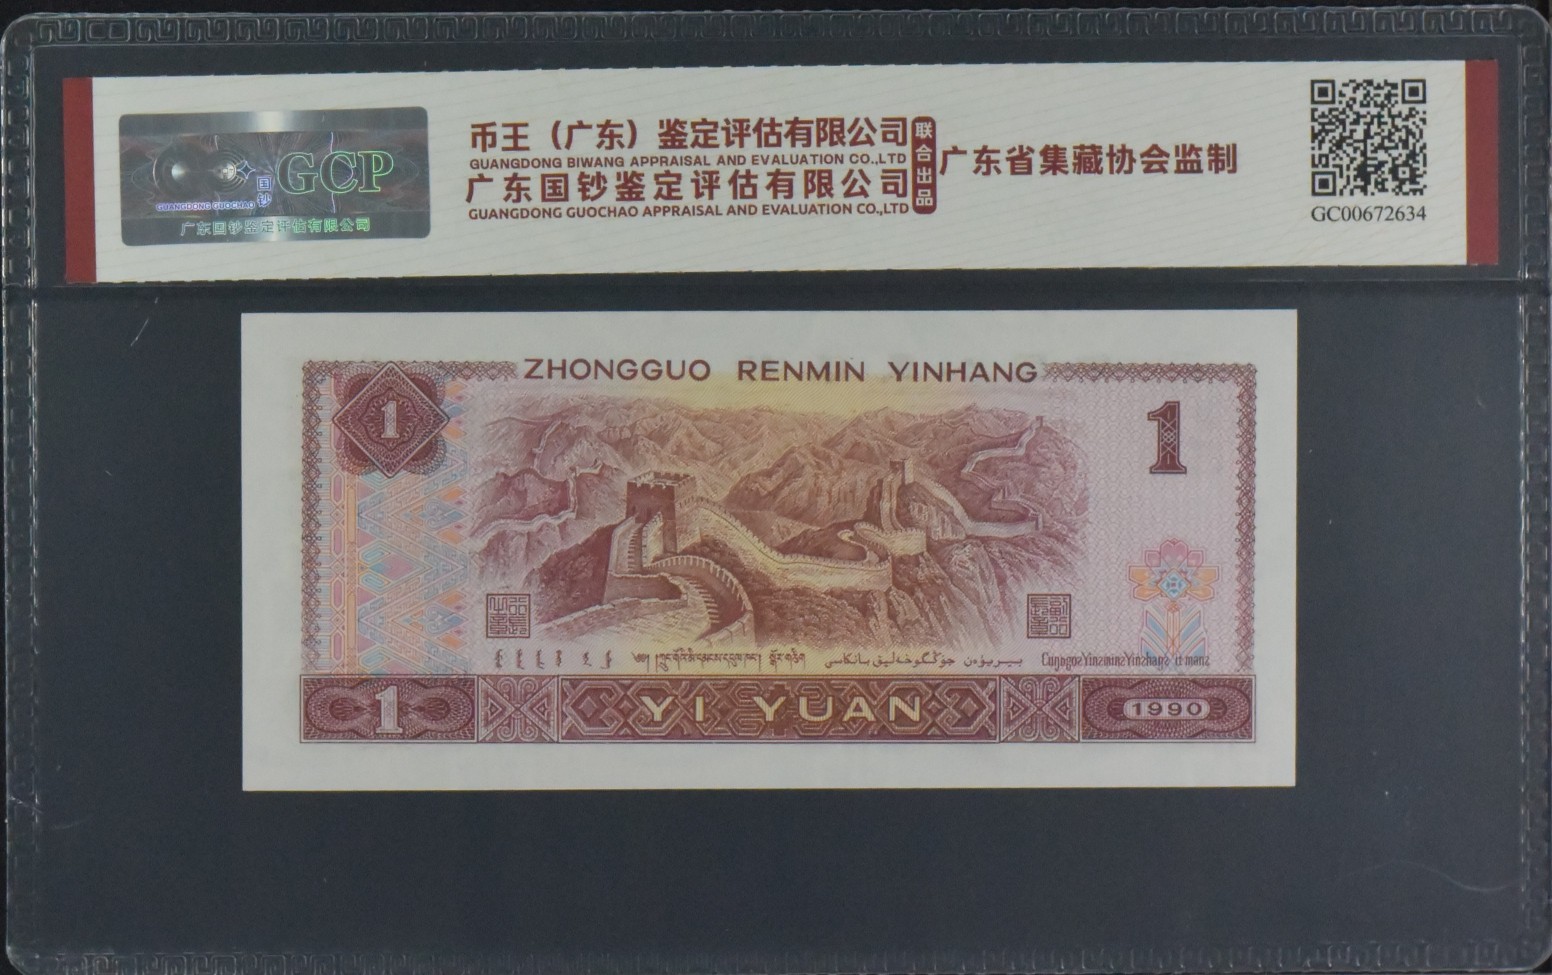 GCP
国钞
GUANGDONG GUOCHAO
广东国钞鉴定评估有限公司
币王（广东）鉴定评估有限公司
GUANGDONG BIWANG APPRAISAL AND EVALUATION CO.,LTD
广东国钞鉴定评估有限公司
GUANGDONG GUOCHAO APPRAISAL AND EVALUATION CO.,LTD
联合出品
广东省集藏协会监制
GC00672634
ZHONGGUO RENMIN YINHANG
1
1
YI YUAN
1
1990